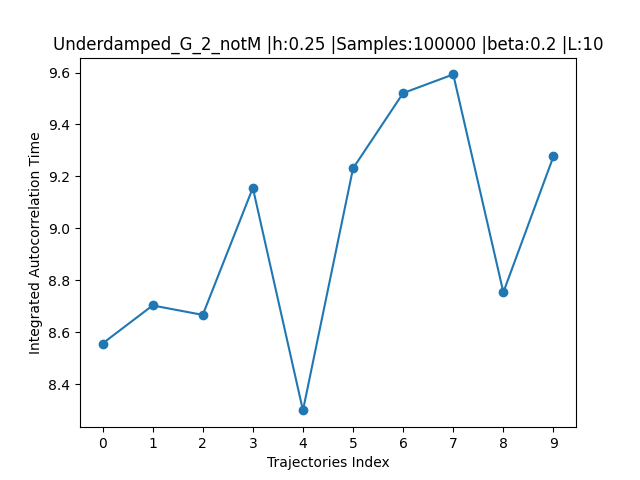 Underdamped_G_2_notM |h:0.25 |Samples:100000 |beta:0.2 |L:10
9.6
9.4
9.2
9.0
8.8
8.6
8.4
Integrated Autocorrelation Time
0 1 2 3 4 5 6 7 8 9
Trajectories Index